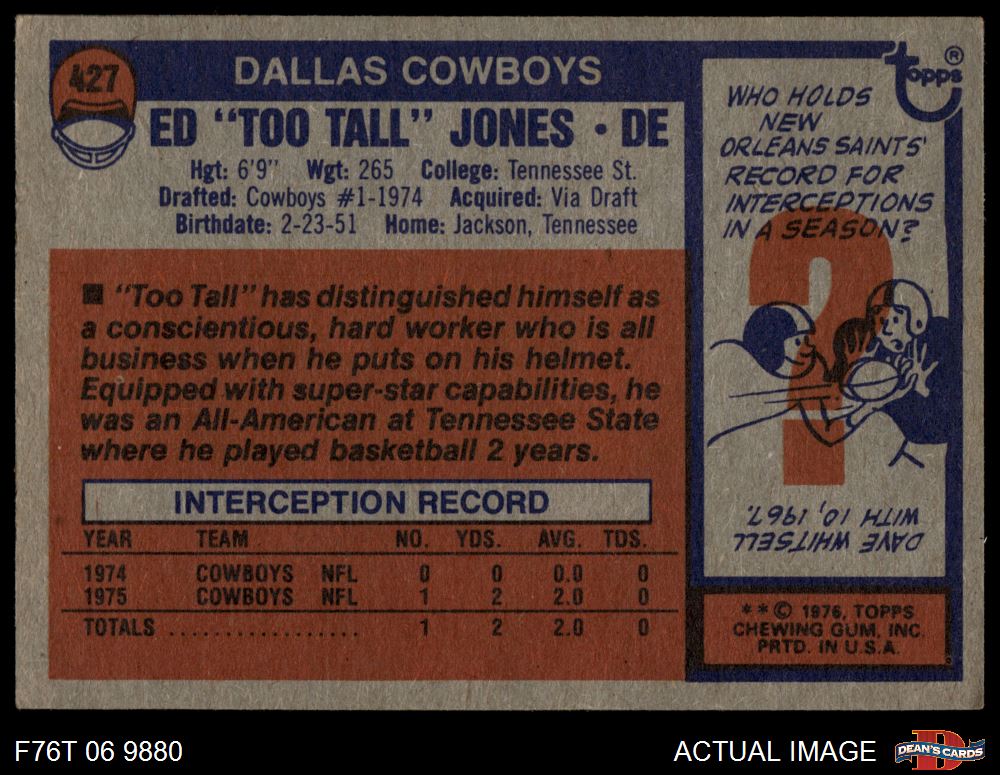 427
DALLAS COWBOYS
ED “TOO TALL” JONES • DE
Hgt: 6'9" Wgt: 265 College: Tennessee St.
Drafted: Cowboys #1-1974 Acquired: Via Draft
Birthdate: 2-23-51 Home: Jackson, Tennessee
■ “Too Tall” has distinguished himself as
a conscientious, hard worker who is all
business when he puts on his helmet.
Equipped with super-star capabilities, he
was an All-American at Tennessee State
where he played basketball 2 years.
INTERCEPTION RECORD
YEAR TEAM NO. YDS. AVG. TDS.
1974 COWBOYS NFL 0 0 0.0 0
1975 COWBOYS NFL 1 2 2.0 0
TOTALS ................. 1 2 2.0 0
Topps ®
WHO HOLDS
NEW
ORLEANS SAINTS'
RECORD FOR
INTERCEPTIONS
IN A SEASON?
?
DAVE WHITSELL
WITH 10, 1967.
* * © 1976, TOPPS
CHEWING GUM, INC.
PRTD. IN U.S.A.
F76T 06 9880
ACTUAL IMAGE
D
DEAN'S CARDS